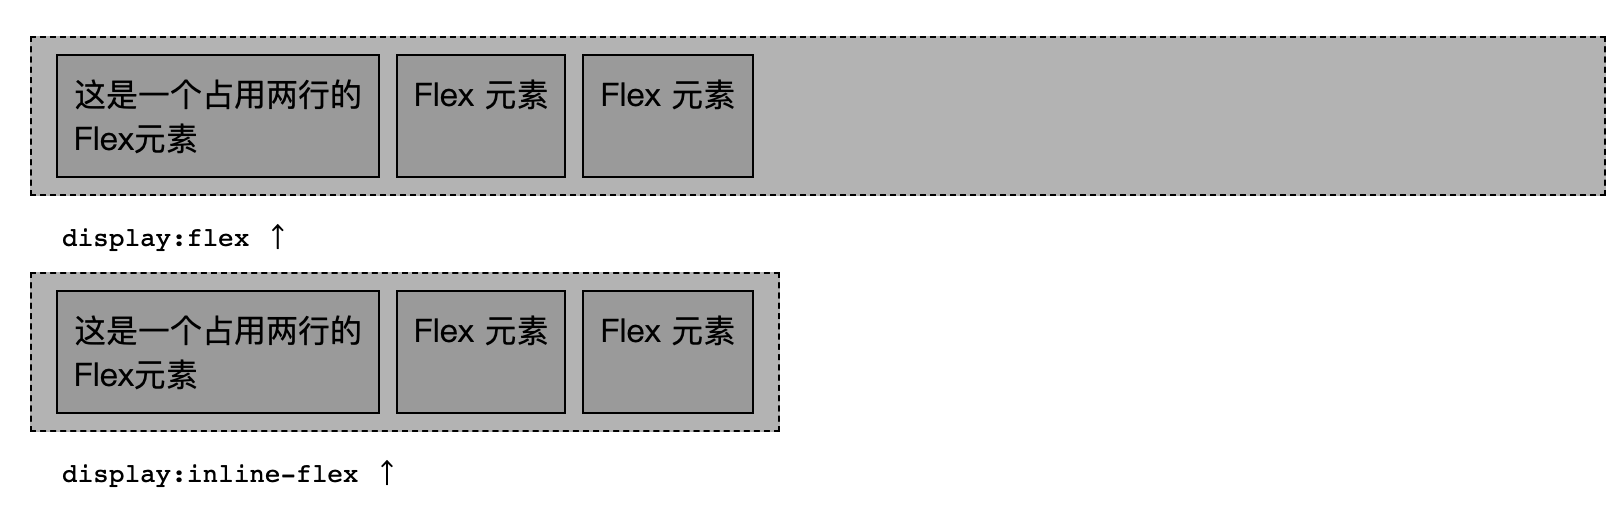 这是一个占用两行的 Flex 元素 Flex 元素
Flex元素
display:flex ↑
这是一个占用两行的 Flex 元素 Flex 元素
Flex元素
display:inline-flex ↑